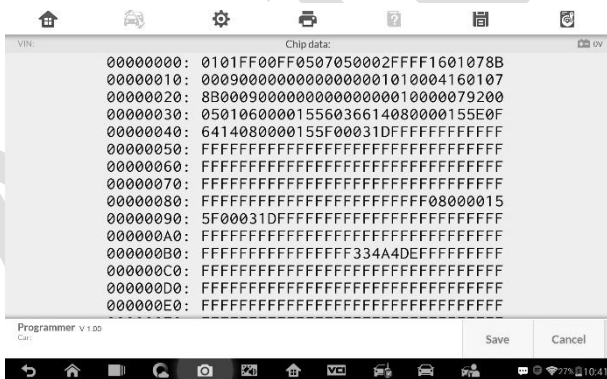 VIN:
Chip data:
0V
00000000: 0101FF00FF0507050002FFFF1601078B
00000010: 00090000000000000001010004160107
00000020: 8B000900000000000000010000079200
00000030: 05010600001556036614080000155E0F
00000040: 6414080000155F00031DFFFFFFFFFFFF
00000050: FFFFFFFFFFFFFFFFFFFFFFFFFFFFFFFF
00000060: FFFFFFFFFFFFFFFFFFFFFFFFFFFFFFFF
00000070: FFFFFFFFFFFFFFFFFFFFFFFFFFFFFFFF
00000080: FFFFFFFFFFFFFFFFFFFFFFFF08000015
00000090: 5F00031DFFFFFFFFFFFFFFFFFFFFFFFF
000000A0: FFFFFFFFFFFFFFFFFFFFFFFFFFFFFFFF
000000B0: FFFFFFFFFFFFFFFF334A4DEFFFFFFFFF
000000C0: FFFFFFFFFFFFFFFFFFFFFFFFFFFFFFFF
000000D0: FFFFFFFFFFFFFFFFFFFFFFFFFFFFFFFF
000000E0: FFFFFFFFFFFFFFFFFFFFFFFFFFFFFFFF
Programmer V 1.00
Car:
Save
Cancel
27%
10:41